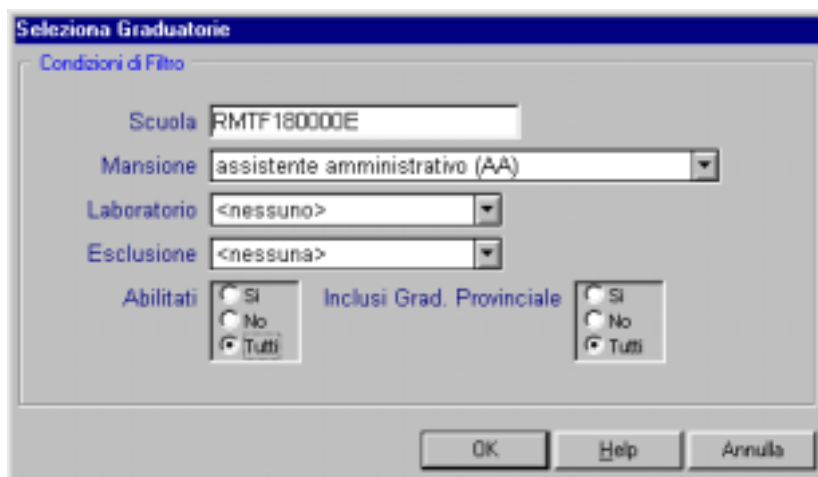 Seleziona Graduatorie
Condizioni di Filtro
Scuola RMTF180000E
Mansione assistente amministrativo (AA)
Laboratorio <nessuno>
Esclusione <nessuna>
Abilitati Si Inclusi Grad. Provinciale Si
No No
Tutti Tutti
OK Help Annulla